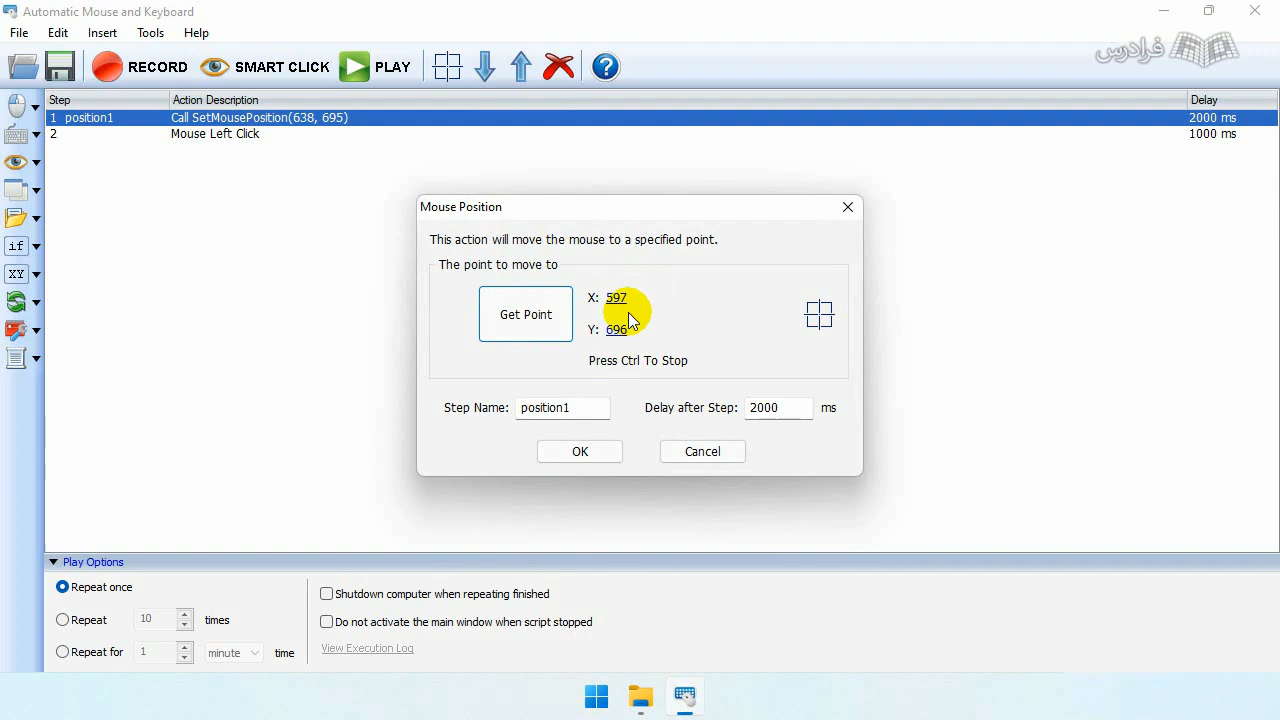 Automatic Mouse and Keyboard
File Edit Insert Tools Help
فرادرس
RECORD SMART CLICK PLAY
Step Action Description Delay
1 position1 Call SetMousePosition(638, 695) 2000 ms
2 Mouse Left Click 1000 ms
if
XY
Mouse Position
This action will move the mouse to a specified point.
The point to move to
Get Point
X: 597
Y: 696
Press Ctrl To Stop
Step Name: position1 Delay after Step: 2000 ms
OK Cancel
Play Options
Repeat once
Repeat 10 times
Repeat for 1 minute time
Shutdown computer when repeating finished
Do not activate the main window when script stopped
View Execution Log